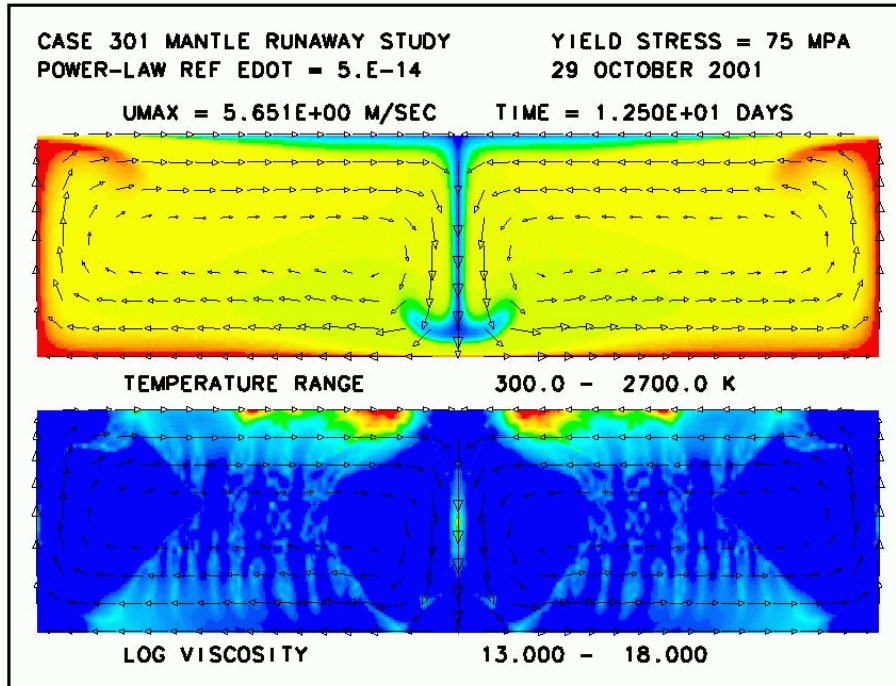 CASE 301 MANTLE RUNAWAY STUDY YIELD STRESS = 75 MPA
POWER-LAW REF EDOT = 5.E-14 29 OCTOBER 2001
UMAX = 5.651E+00 M/SEC TIME = 1.250E+01 DAYS
TEMPERATURE RANGE 300.0 - 2700.0 K
LOG VISCOSITY 13.000 - 18.000